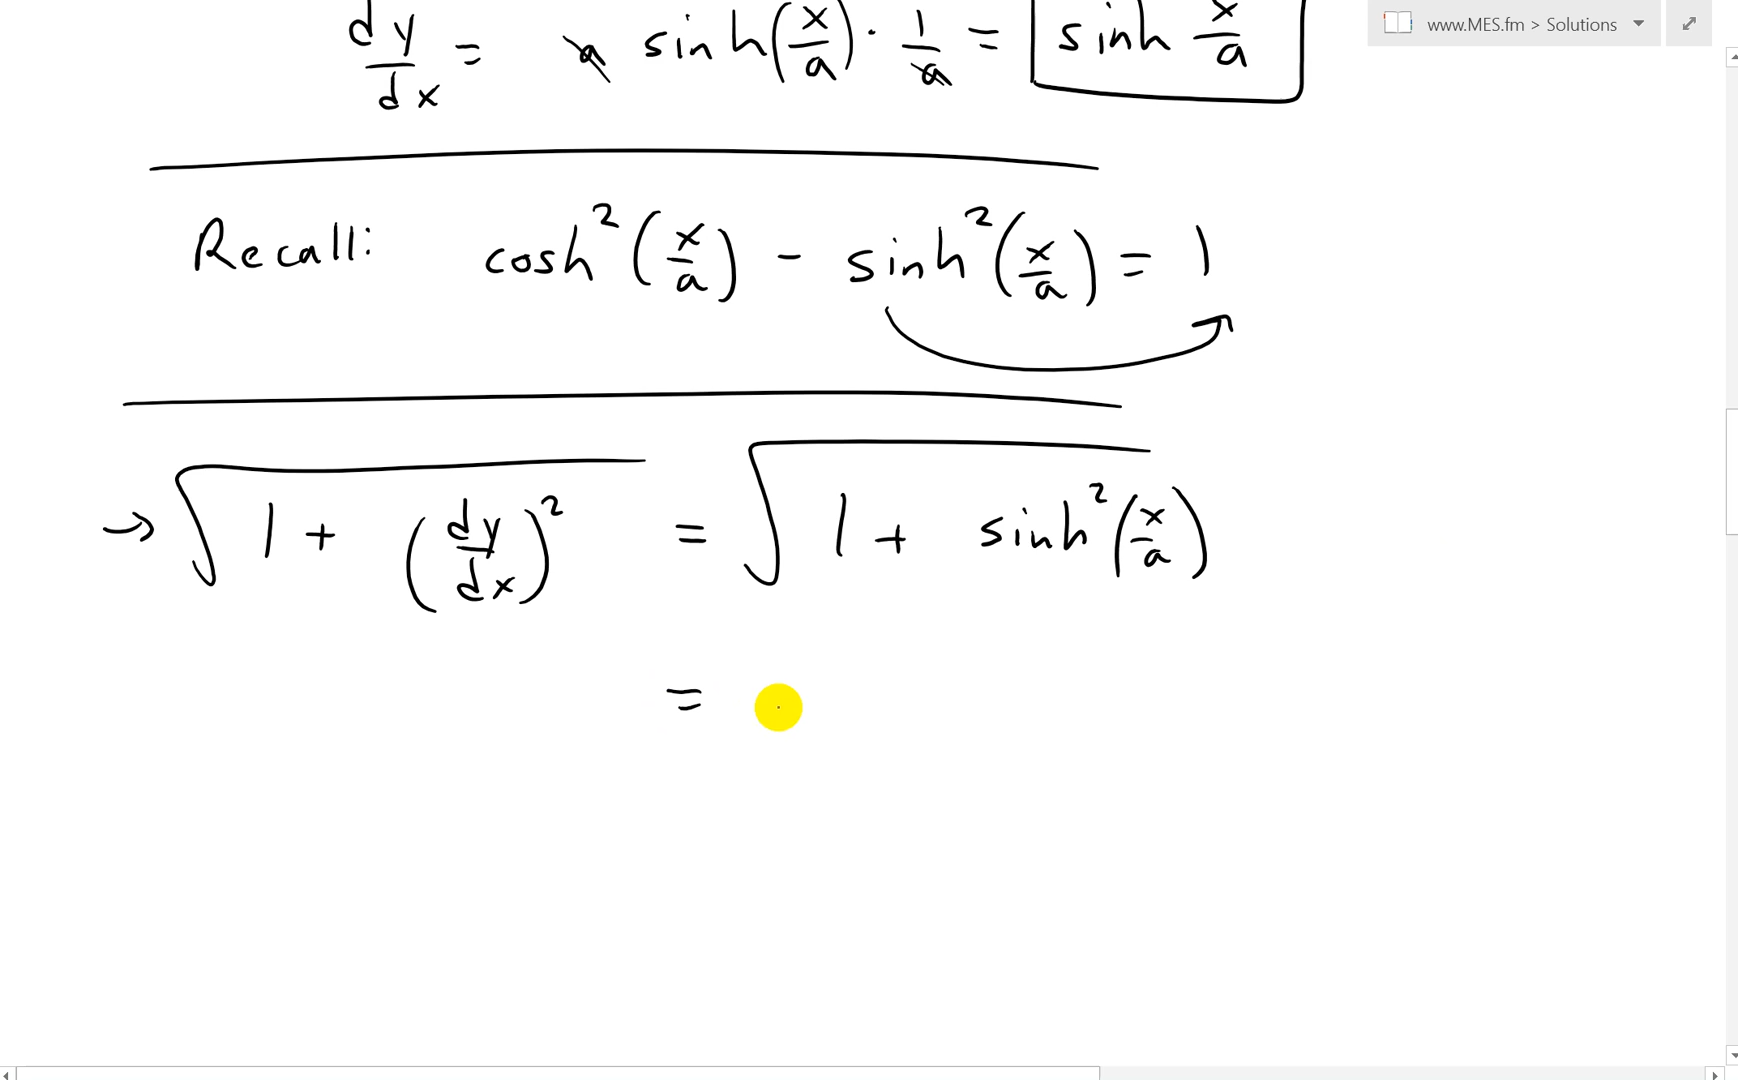 www.MES.fm > Solutions
dy/dx = a sinh(x/a) · 1/a = sinh x/a
Recall: cosh²(x/a) - sinh²(x/a) = 1
→ √(1 + (dy/dx)²) = √(1 + sinh²(x/a))
=